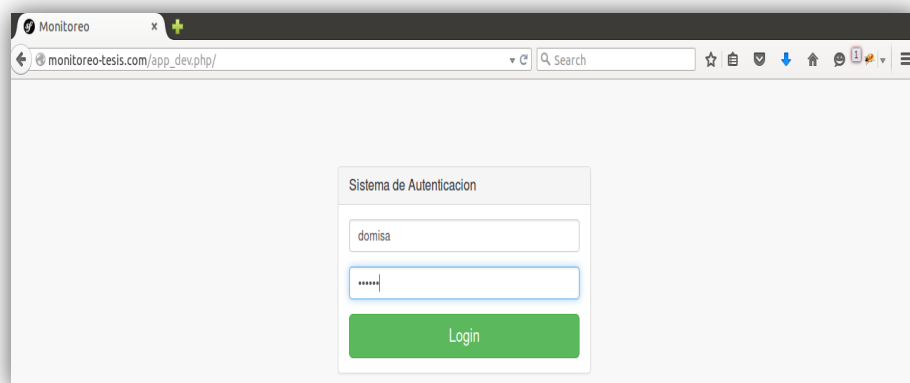 Monitoreo
monitoreo-tesis.com/app_dev.php/
Search
1
Sistema de Autenticacion
domisa
••••••
Login